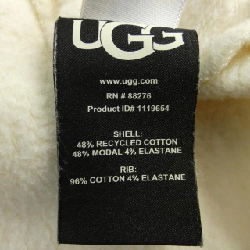 UGG
www.ugg.com
RN # 88276
Product ID# 1119654
SHELL:
48% RECYCLED COTTON
48% MODAL 4% ELASTANE
RIB:
96% COTTON 4% ELASTANE